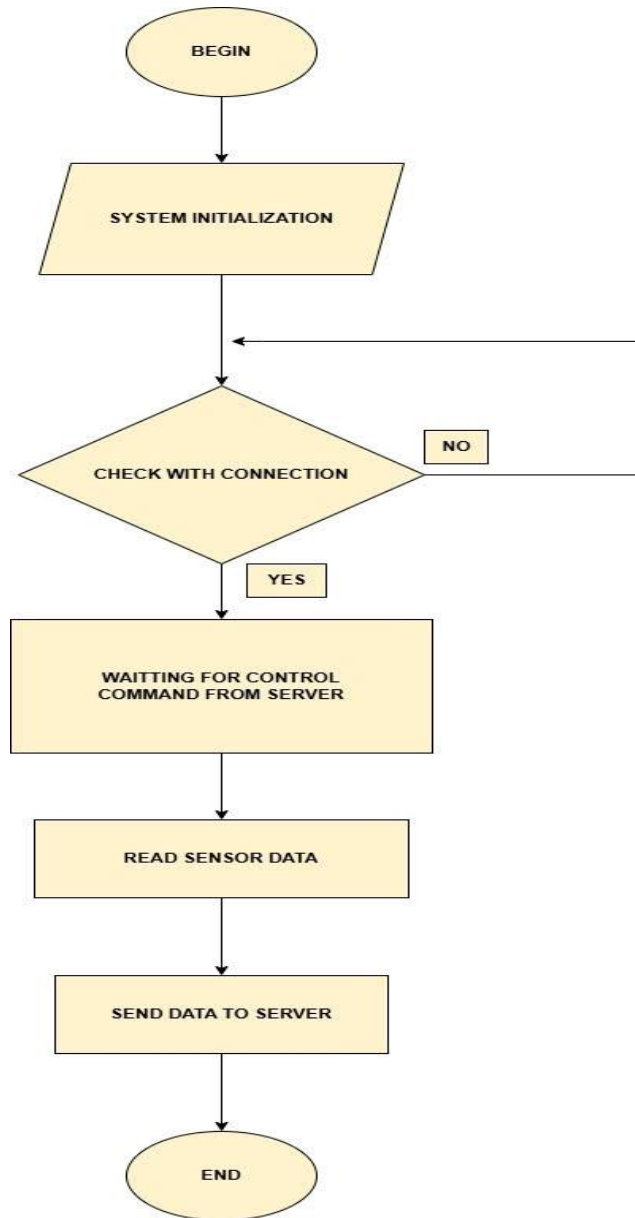 BEGIN
SYSTEM INITIALIZATION
CHECK WITH CONNECTION
NO
YES
WAITTING FOR CONTROL
COMMAND FROM SERVER
READ SENSOR DATA
SEND DATA TO SERVER
END